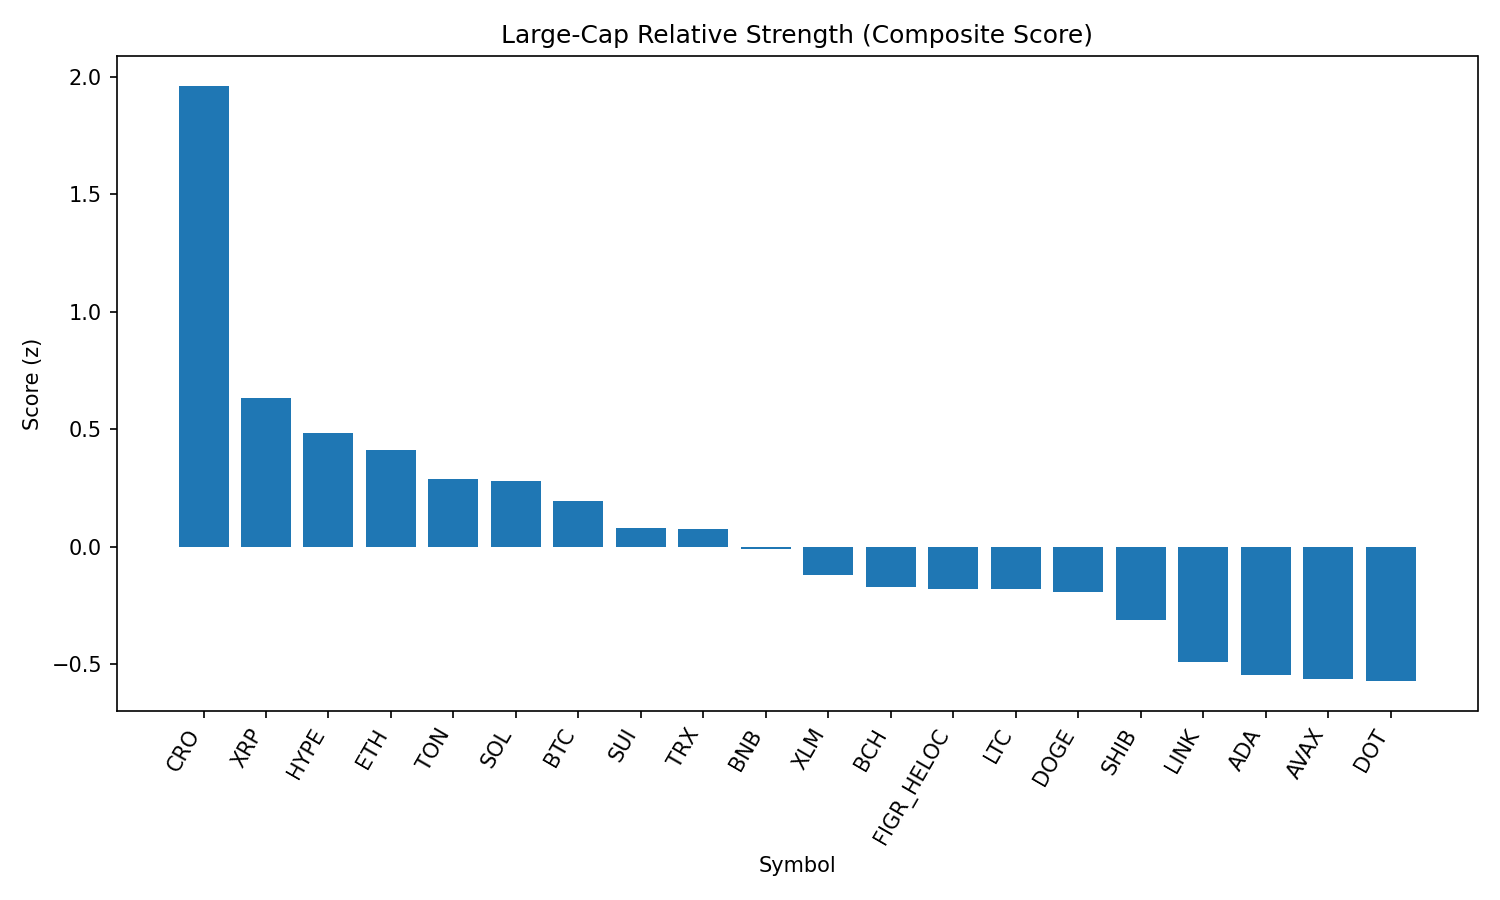 Large-Cap Relative Strength (Composite Score)
Score (z)
2.0
1.5
1.0
0.5
0.0
−0.5
CRO
XRP
HYPE
ETH
TON
SOL
BTC
SUI
TRX
BNB
XLM
BCH
FIGR_HELOC
LTC
DOGE
SHIB
LINK
ADA
AVAX
DOT
Symbol